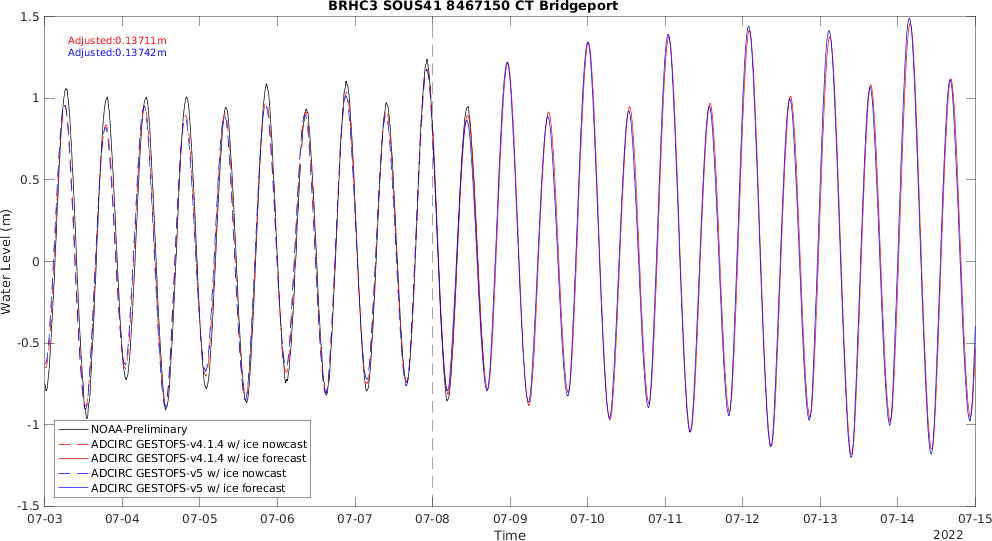 BRHC3 SOUS41 8467150 CT Bridgeport
Adjusted:0.13711m
Adjusted:0.13742m
1.5
1
0.5
0
-0.5
-1
-1.5
Water Level (m)
NOAA-Preliminary
ADCIRC GESTOFS-v4.1.4 w/ ice nowcast
ADCIRC GESTOFS-v4.1.4 w/ ice forecast
ADCIRC GESTOFS-v5 w/ ice nowcast
ADCIRC GESTOFS-v5 w/ ice forecast
07-03 07-04 07-05 07-06 07-07 07-08 07-09 07-10 07-11 07-12 07-13 07-14 07-15
Time
2022